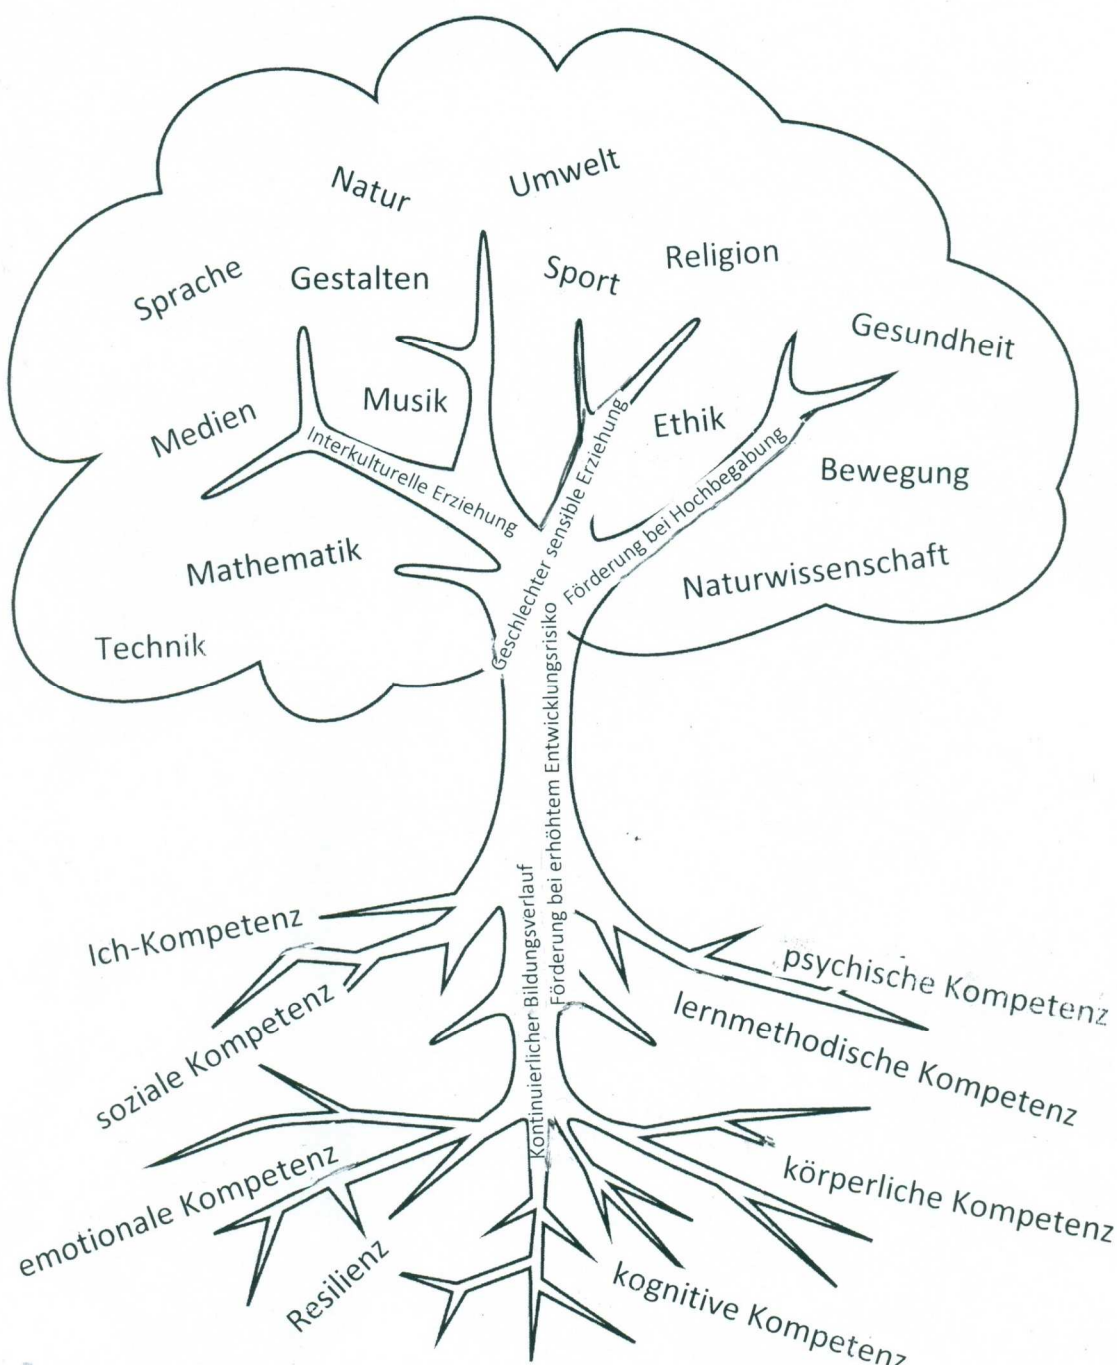 Natur
Umwelt
Sprache
Gestalten
Sport
Religion
Gesundheit
Medien
Musik
Ethik
Interkulturelle Erziehung
Geschlechter sensible Erziehung
Förderung bei Hochbegabung
Bewegung
Mathematik
Naturwissenschaft
Technik
Förderung bei erhöhtem Entwicklungsrisiko
Kontinuierlicher Bildungsverlauf
Ich-Kompetenz
psychische Kompetenz
soziale Kompetenz
lernmethodische Kompetenz
emotionale Kompetenz
körperliche Kompetenz
Resilienz
kognitive Kompetenz